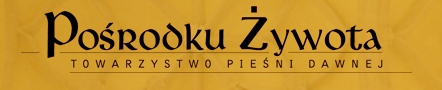 Pośrodku Żywota
TOWARZYSTWO PIEŚNI DAWNEJ